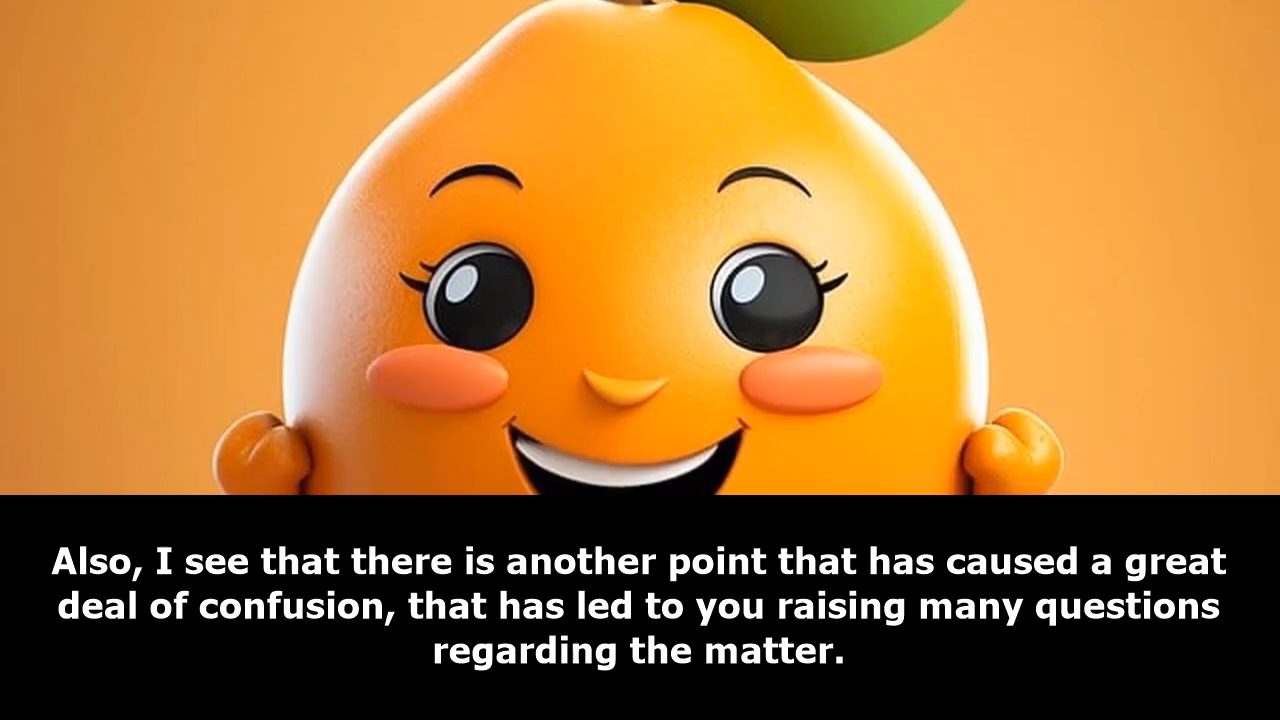 Also, I see that there is another point that has caused a great
deal of confusion, that has led to you raising many questions
regarding the matter.